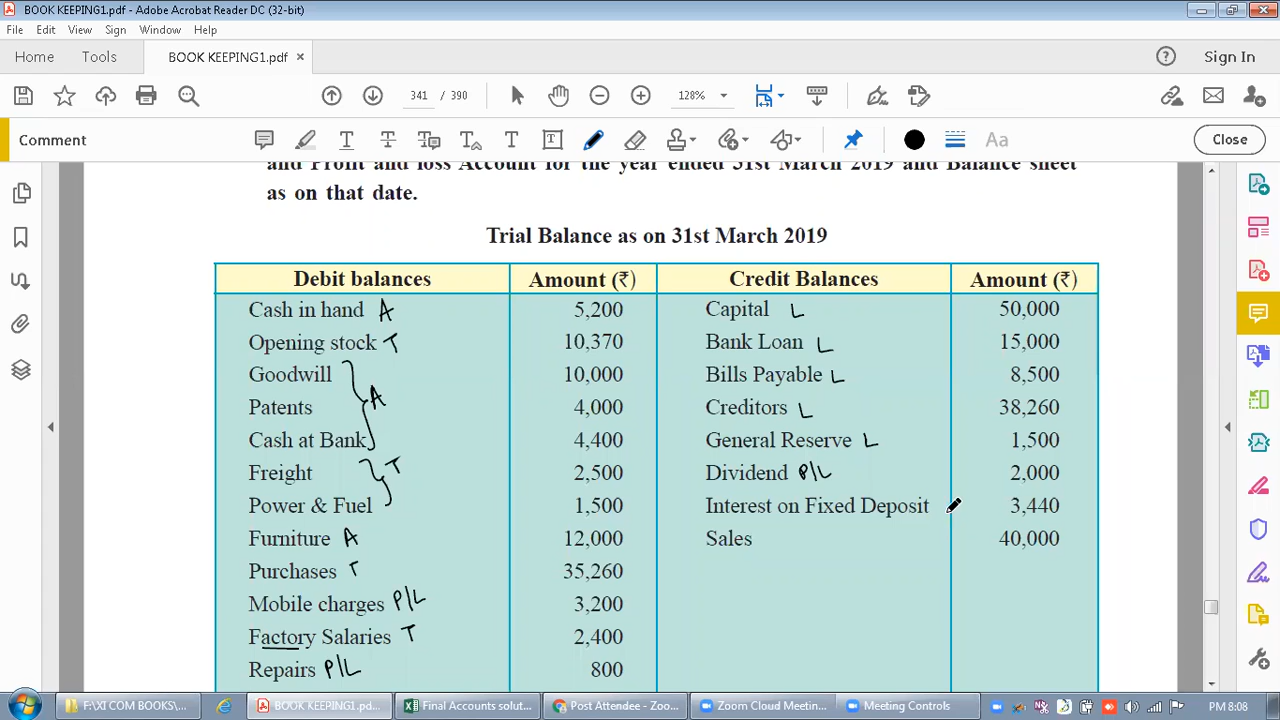 BOOK KEEPING1.pdf - Adobe Acrobat Reader DC (32-bit)
File Edit View Sign Window Help
Home Tools BOOK KEEPING1.pdf × Sign In
341 / 390 128%
Comment Close
and Profit and loss Account for the year ended 31st March 2019 and Balance sheet
as on that date.
Trial Balance as on 31st March 2019
Debit balances Amount (₹) Credit Balances Amount (₹)
Cash in hand A 5,200 Capital L 50,000
Opening stock T 10,370 Bank Loan L 15,000
Goodwill 10,000 Bills Payable L 8,500
Patents A 4,000 Creditors L 38,260
Cash at Bank 4,400 General Reserve L 1,500
Freight T 2,500 Dividend P/L 2,000
Power & Fuel 1,500 Interest on Fixed Deposit 3,440
Furniture A 12,000 Sales 40,000
Purchases T 35,260
Mobile charges P/L 3,200
Factory Salaries T 2,400
Repairs P/L 800
F:\XI COM BOOKS\... BOOK KEEPING1.pd... Final Accounts solut... Post Attendee - Zoo... Zoom Cloud Meetin... Meeting Controls PM 8:08